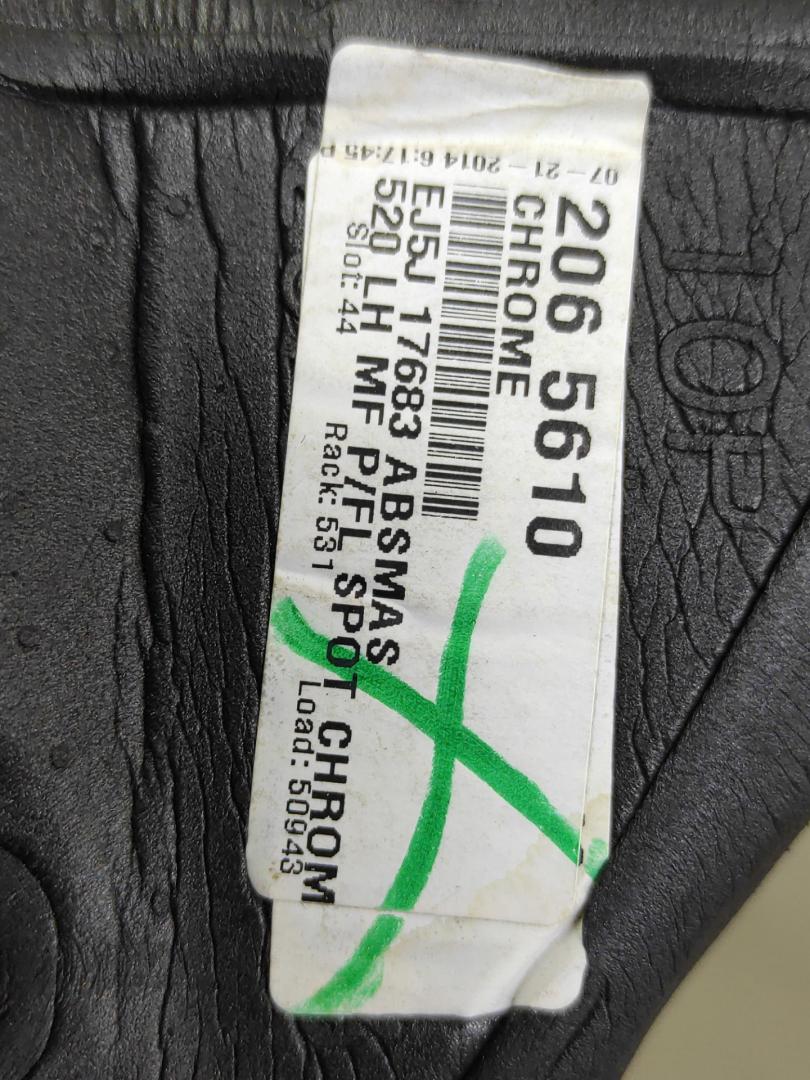 TOP
07-21-2014 6:17:45 P
206 5610
CHROME
EJ5J 17683 ABSMAS
520 LH MF P/FL SPOT CHROM
Slot: 44 Rack: 531 Load: 50943